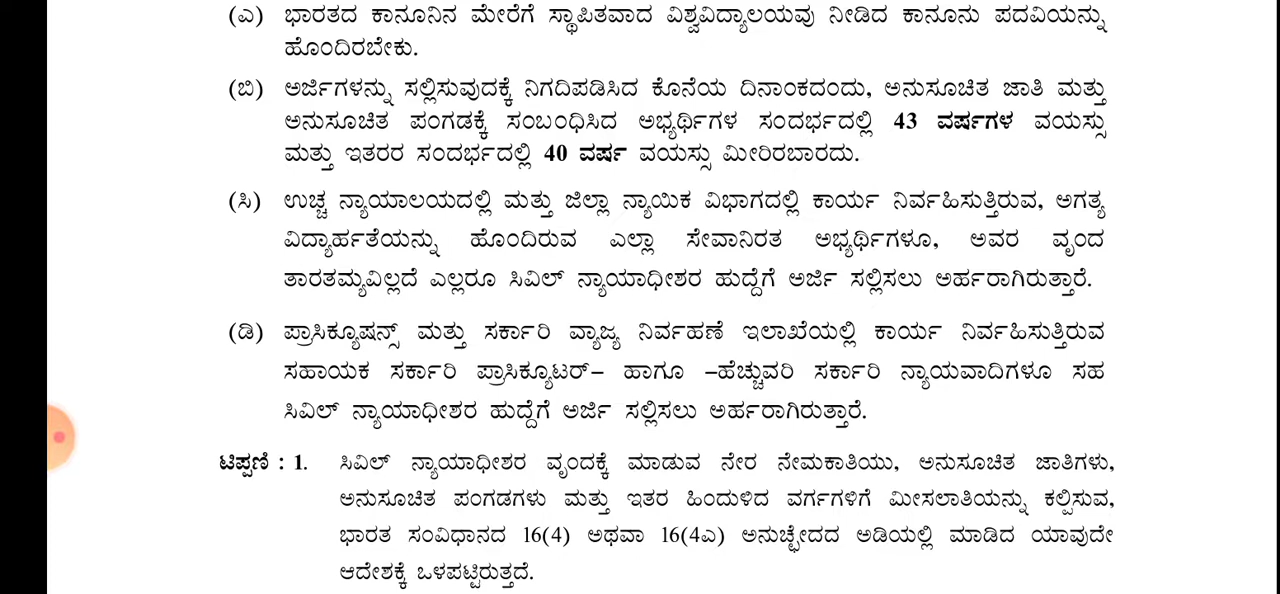 (ಎ) ಭಾರತದ ಕಾನೂನಿನ ಮೇರೆಗೆ ಸ್ಥಾಪಿತವಾದ ವಿಶ್ವವಿದ್ಯಾಲಯವು ನೀಡಿದ ಕಾನೂನು ಪದವಿಯನ್ನು
ಹೊಂದಿರಬೇಕು.
(ಬಿ) ಅರ್ಜಿಗಳನ್ನು ಸಲ್ಲಿಸುವುದಕ್ಕೆ ನಿಗದಿಪಡಿಸಿದ ಕೊನೆಯ ದಿನಾಂಕದಂದು, ಅನುಸೂಚಿತ ಜಾತಿ ಮತ್ತು
ಅನುಸೂಚಿತ ಪಂಗಡಕ್ಕೆ ಸಂಬಂಧಿಸಿದ ಅಭ್ಯರ್ಥಿಗಳ ಸಂದರ್ಭದಲ್ಲಿ 43 ವರ್ಷಗಳ ವಯಸ್ಸು
ಮತ್ತು ಇತರರ ಸಂದರ್ಭದಲ್ಲಿ 40 ವರ್ಷ ವಯಸ್ಸು ಮೀರಿರಬಾರದು.
(ಸಿ) ಉಚ್ಚ ನ್ಯಾಯಾಲಯದಲ್ಲಿ ಮತ್ತು ಜಿಲ್ಲಾ ನ್ಯಾಯಿಕ ವಿಭಾಗದಲ್ಲಿ ಕಾರ್ಯ ನಿರ್ವಹಿಸುತ್ತಿರುವ, ಅಗತ್ಯ
ವಿದ್ಯಾರ್ಹತೆಯನ್ನು ಹೊಂದಿರುವ ಎಲ್ಲಾ ಸೇವಾನಿರತ ಅಭ್ಯರ್ಥಿಗಳೂ, ಅವರ ವೃಂದ
ತಾರತಮ್ಯವಿಲ್ಲದೆ ಎಲ್ಲರೂ ಸಿವಿಲ್ ನ್ಯಾಯಾಧೀಶರ ಹುದ್ದೆಗೆ ಅರ್ಜಿ ಸಲ್ಲಿಸಲು ಅರ್ಹರಾಗಿರುತ್ತಾರೆ.
(ಡಿ) ಪ್ರಾಸಿಕ್ಯೂಷನ್ಸ್ ಮತ್ತು ಸರ್ಕಾರಿ ವ್ಯಾಜ್ಯ ನಿರ್ವಹಣೆ ಇಲಾಖೆಯಲ್ಲಿ ಕಾರ್ಯ ನಿರ್ವಹಿಸುತ್ತಿರುವ
ಸಹಾಯಕ ಸರ್ಕಾರಿ ಪ್ರಾಸಿಕ್ಯೂಟರ್– ಹಾಗೂ –ಹೆಚ್ಚುವರಿ ಸರ್ಕಾರಿ ನ್ಯಾಯವಾದಿಗಳೂ ಸಹ
ಸಿವಿಲ್ ನ್ಯಾಯಾಧೀಶರ ಹುದ್ದೆಗೆ ಅರ್ಜಿ ಸಲ್ಲಿಸಲು ಅರ್ಹರಾಗಿರುತ್ತಾರೆ.
ಟಿಪ್ಪಣಿ : 1. ಸಿವಿಲ್ ನ್ಯಾಯಾಧೀಶರ ವೃಂದಕ್ಕೆ ಮಾಡುವ ನೇರ ನೇಮಕಾತಿಯು, ಅನುಸೂಚಿತ ಜಾತಿಗಳು,
ಅನುಸೂಚಿತ ಪಂಗಡಗಳು ಮತ್ತು ಇತರ ಹಿಂದುಳಿದ ವರ್ಗಗಳಿಗೆ ಮೀಸಲಾತಿಯನ್ನು ಕಲ್ಪಿಸುವ,
ಭಾರತ ಸಂವಿಧಾನದ 16(4) ಅಥವಾ 16(4ಎ) ಅನುಚ್ಛೇದದ ಅಡಿಯಲ್ಲಿ ಮಾಡಿದ ಯಾವುದೇ
ಆದೇಶಕ್ಕೆ ಒಳಪಟ್ಟಿರುತ್ತದೆ.